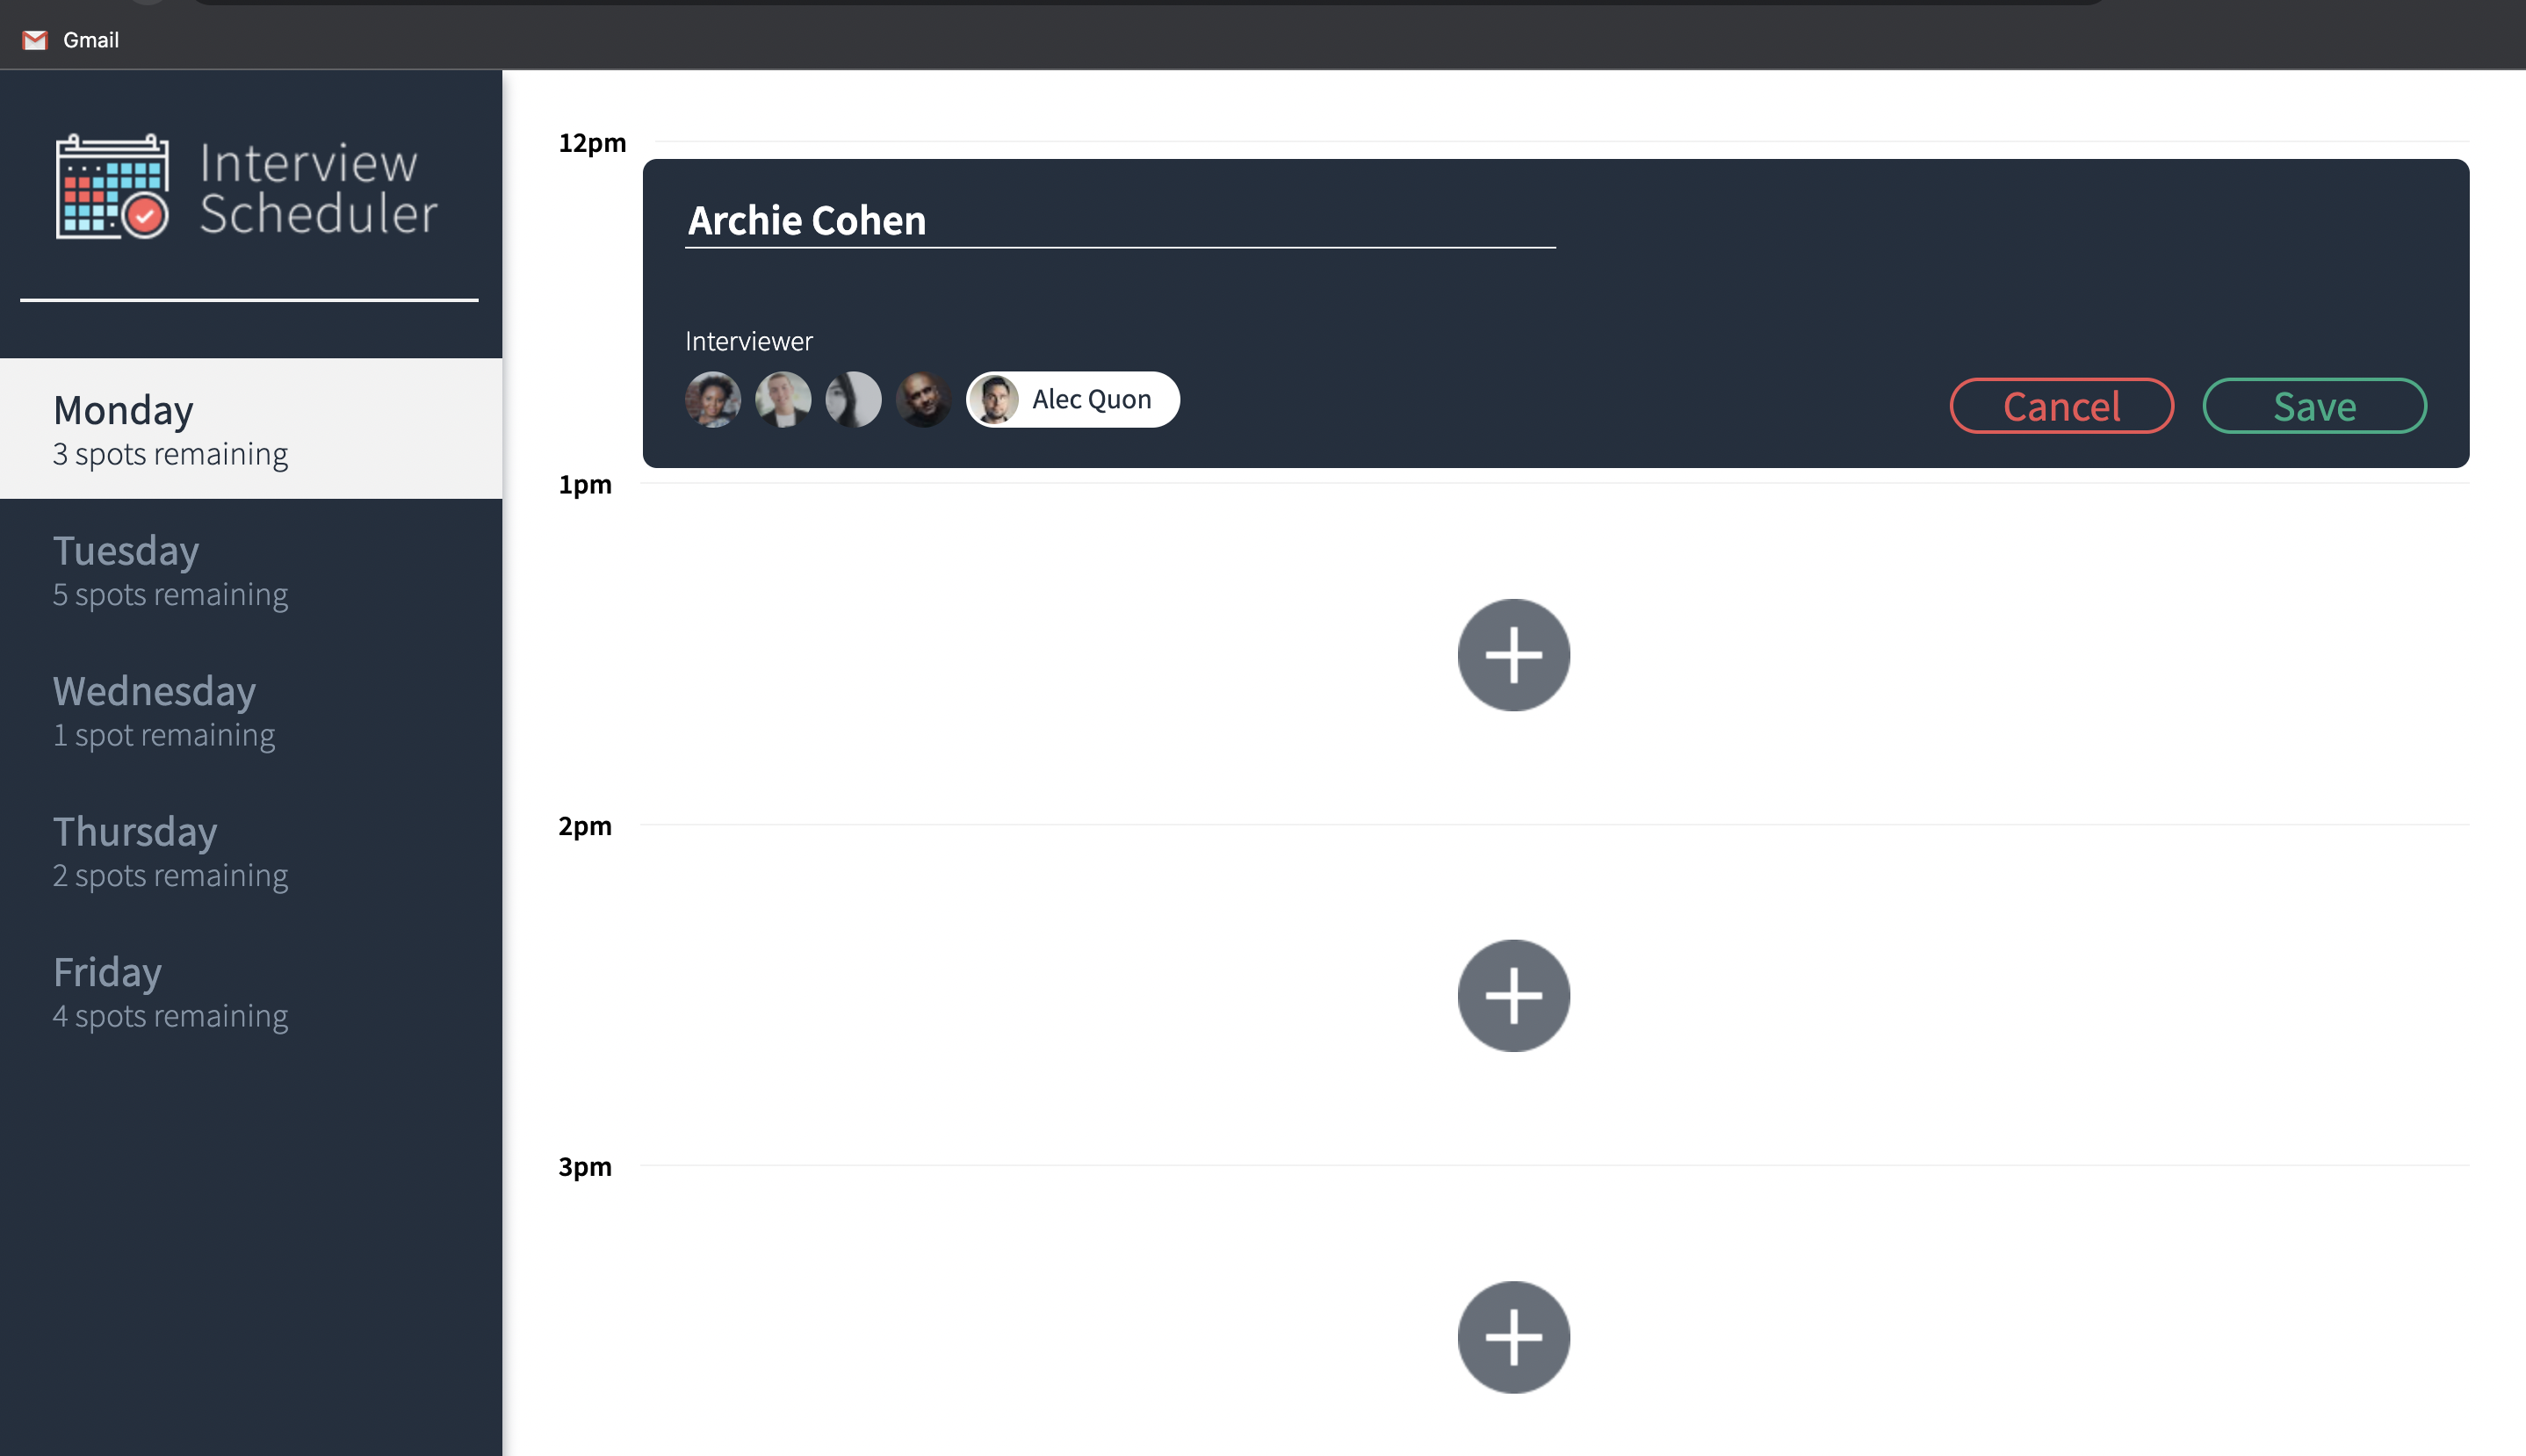 Gmail
Interview
Scheduler
Monday
3 spots remaining
Tuesday
5 spots remaining
Wednesday
1 spot remaining
Thursday
2 spots remaining
Friday
4 spots remaining
12pm
Archie Cohen
Interviewer
Alec Quon
Cancel
Save
1pm
2pm
3pm